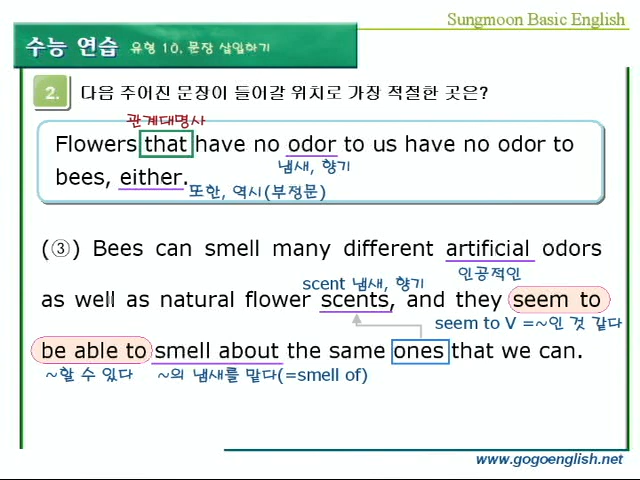 Sungmoon Basic English
수능 연습 유형 10. 문장 삽입하기
2. 다음 주어진 문장이 들어갈 위치로 가장 적절한 곳은?
관계대명사
Flowers that have no odor to us have no odor to
냄새, 향기
bees, either.
또한, 역시(부정문)
(③) Bees can smell many different artificial odors
scent 냄새, 향기 인공적인
as well as natural flower scents, and they seem to
seem to V =~인 것 같다
be able to smell about the same ones that we can.
~할 수 있다 ~의 냄새를 맡다(=smell of)
www.gogoenglish.net